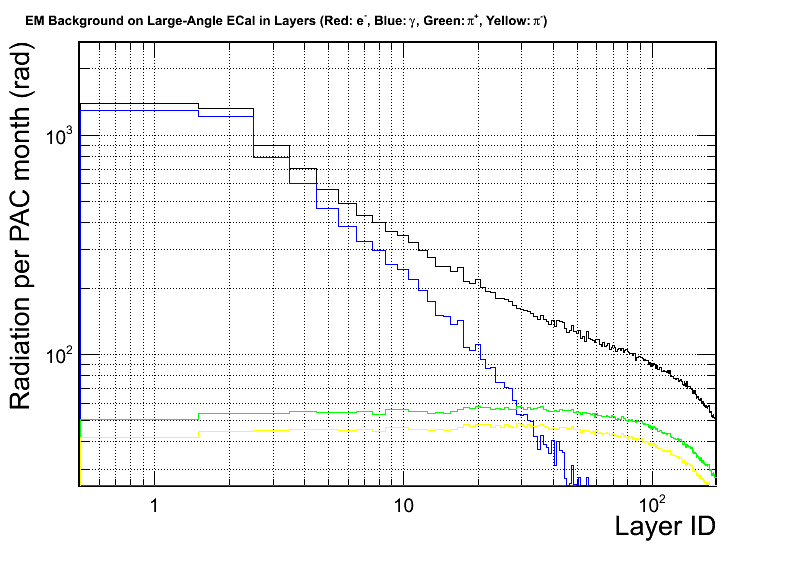 EM Background on Large-Angle ECal in Layers (Red: e⁻, Blue: γ, Green: π⁺, Yellow: π⁻)
Radiation per PAC month (rad)
10³
10²
1 10 10²
Layer ID